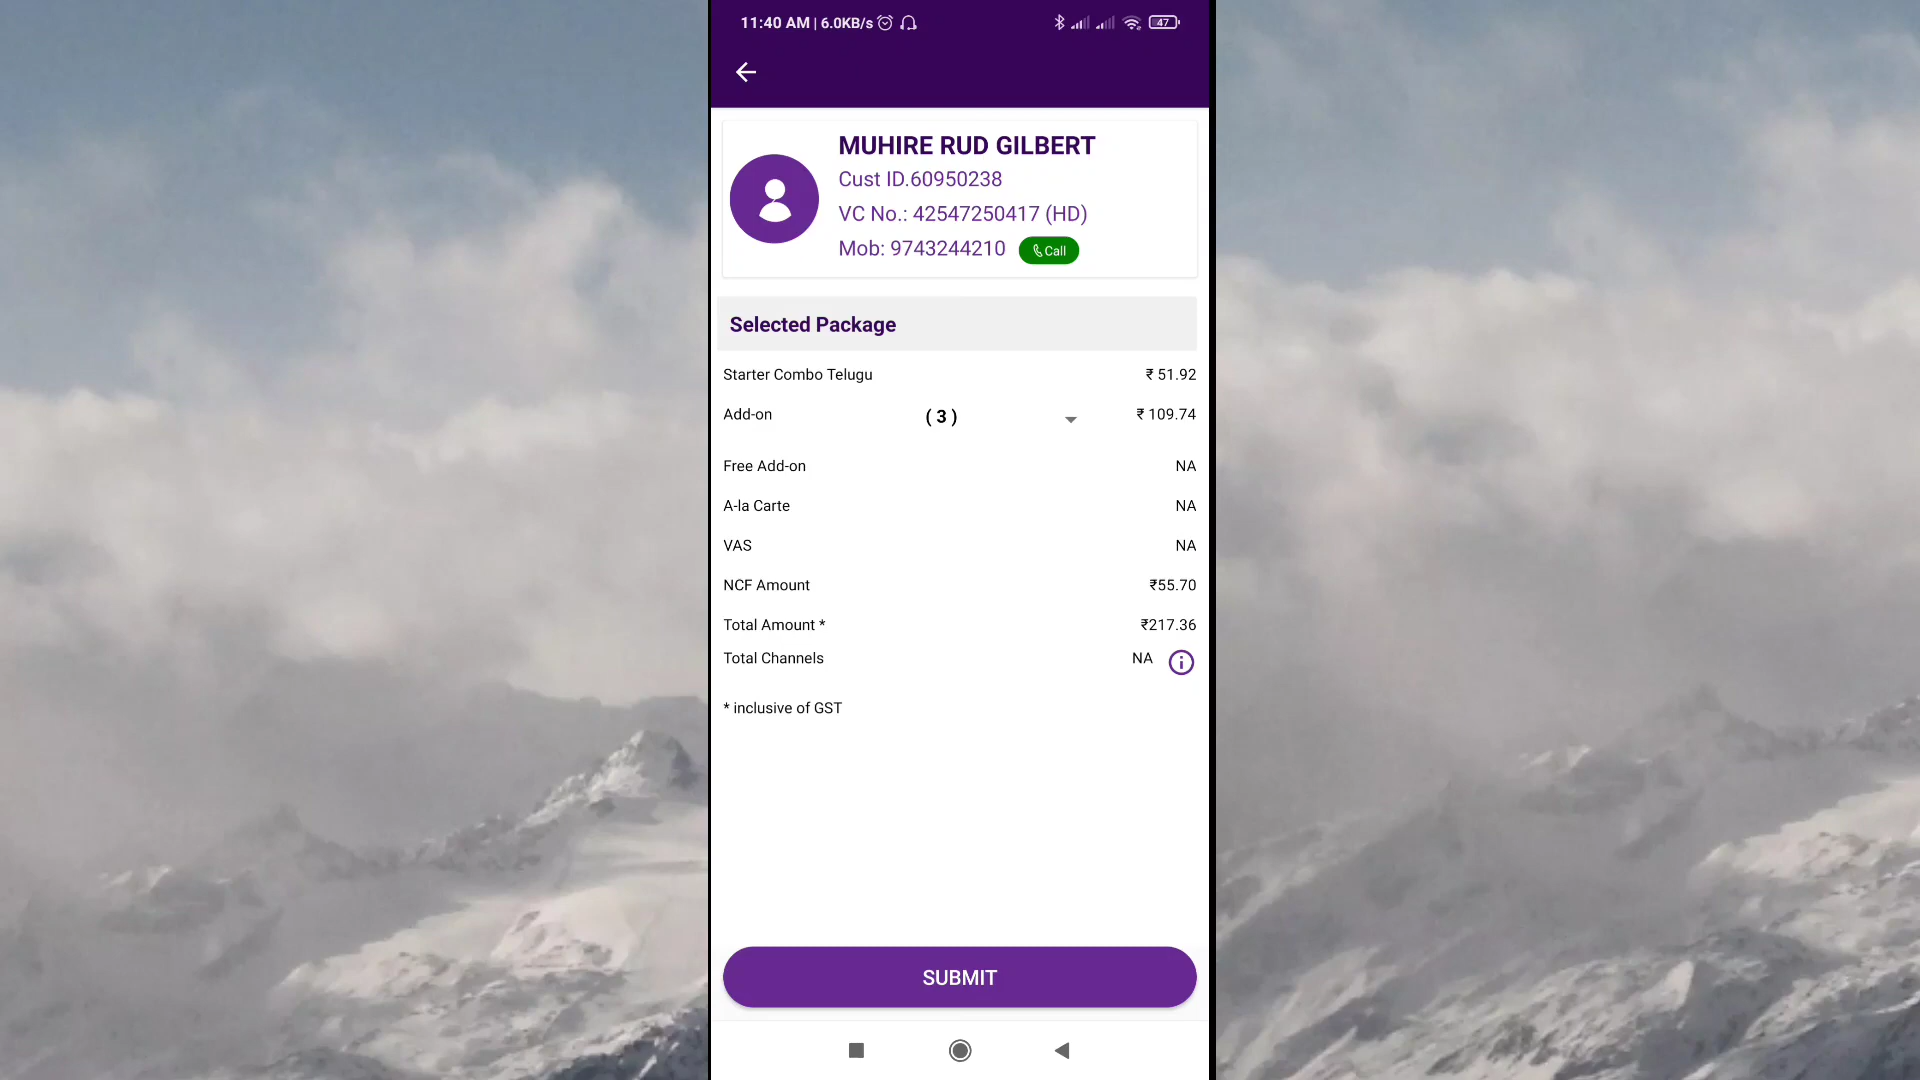 11:40 AM | 6.0KB/s 47
MUHIRE RUD GILBERT
Cust ID.60950238
VC No.: 42547250417 (HD)
Mob: 9743244210 Call
Selected Package
Starter Combo Telugu ₹ 51.92
Add-on ( 3 ) ₹ 109.74
Free Add-on NA
A-la Carte NA
VAS NA
NCF Amount ₹55.70
Total Amount * ₹217.36
Total Channels NA
* inclusive of GST
SUBMIT